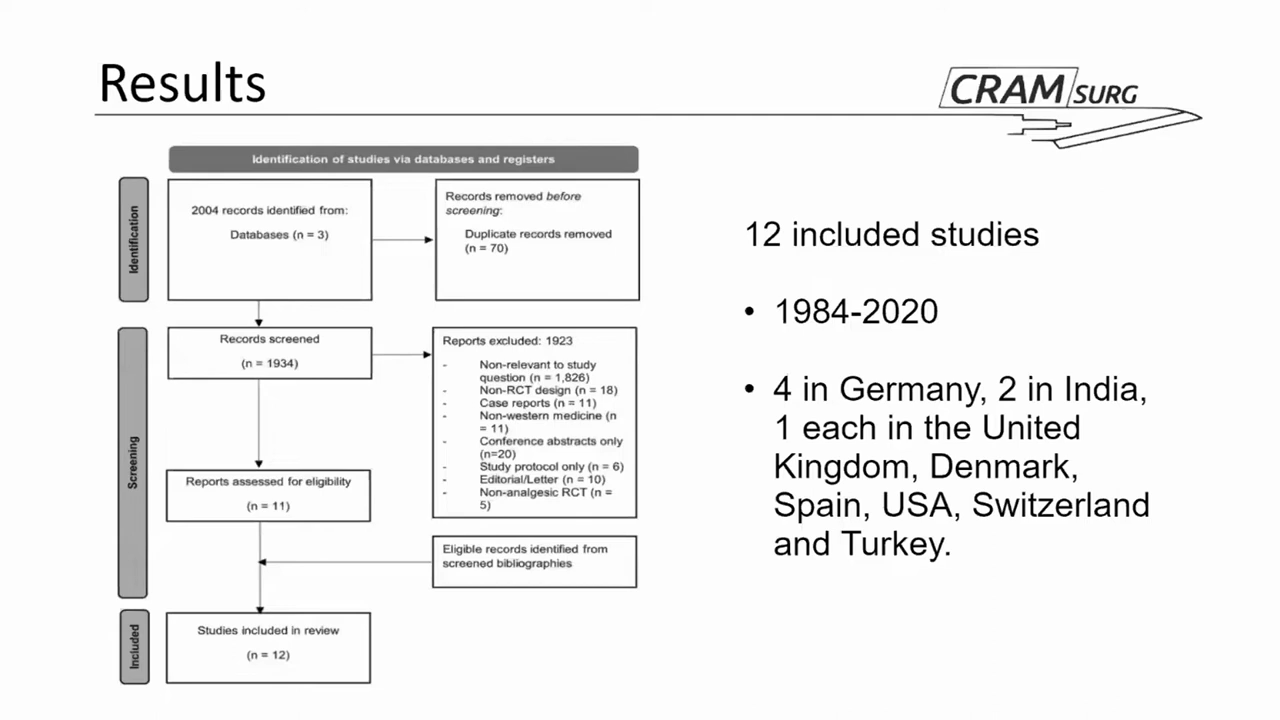 Results
CRAM SURG
Identification of studies via databases and registers
Identification
2004 records identified from:
Databases (n = 3)
Records removed before
screening:
Duplicate records removed
(n = 70)
Screening
Records screened
(n = 1934)
Reports excluded: 1923
- Non-relevant to study
question (n = 1,826)
- Non-RCT design (n = 18)
- Case reports (n = 11)
- Non-western medicine (n
= 11)
- Conference abstracts only
(n=20)
- Study protocol only (n = 6)
- Editorial/Letter (n = 10)
- Non-analgesic RCT (n =
5)
Reports assessed for eligibility
(n = 11)
Eligible records identified from
screened bibliographies
Included
Studies included in review
(n = 12)
12 included studies
• 1984-2020
• 4 in Germany, 2 in India,
1 each in the United
Kingdom, Denmark,
Spain, USA, Switzerland
and Turkey.